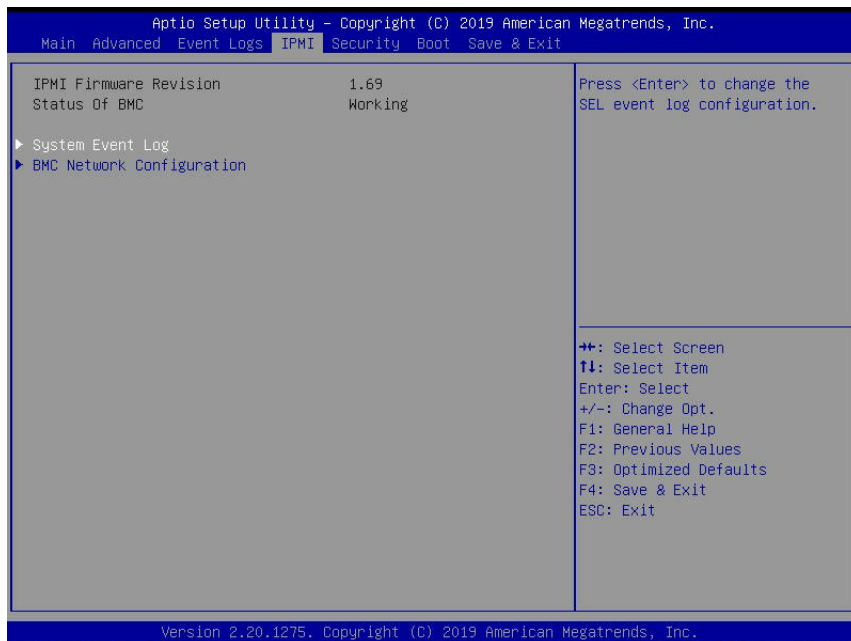 Aptio Setup Utility – Copyright (C) 2019 American Megatrends, Inc.
Main Advanced Event Logs IPMI Security Boot Save & Exit
IPMI Firmware Revision 1.69
Status Of BMC Working
▶ System Event Log
▶ BMC Network Configuration
Press <Enter> to change the
SEL event log configuration.
→←: Select Screen
↑↓: Select Item
Enter: Select
+/-: Change Opt.
F1: General Help
F2: Previous Values
F3: Optimized Defaults
F4: Save & Exit
ESC: Exit
Version 2.20.1275. Copyright (C) 2019 American Megatrends, Inc.